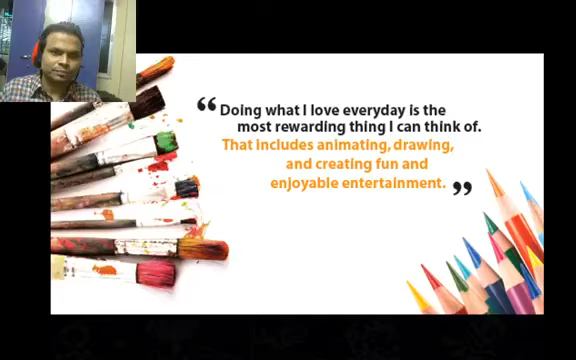 “ Doing what I love everyday is the
most rewarding thing I can think of.
That includes animating, drawing,
and creating fun and
enjoyable entertainment. ”